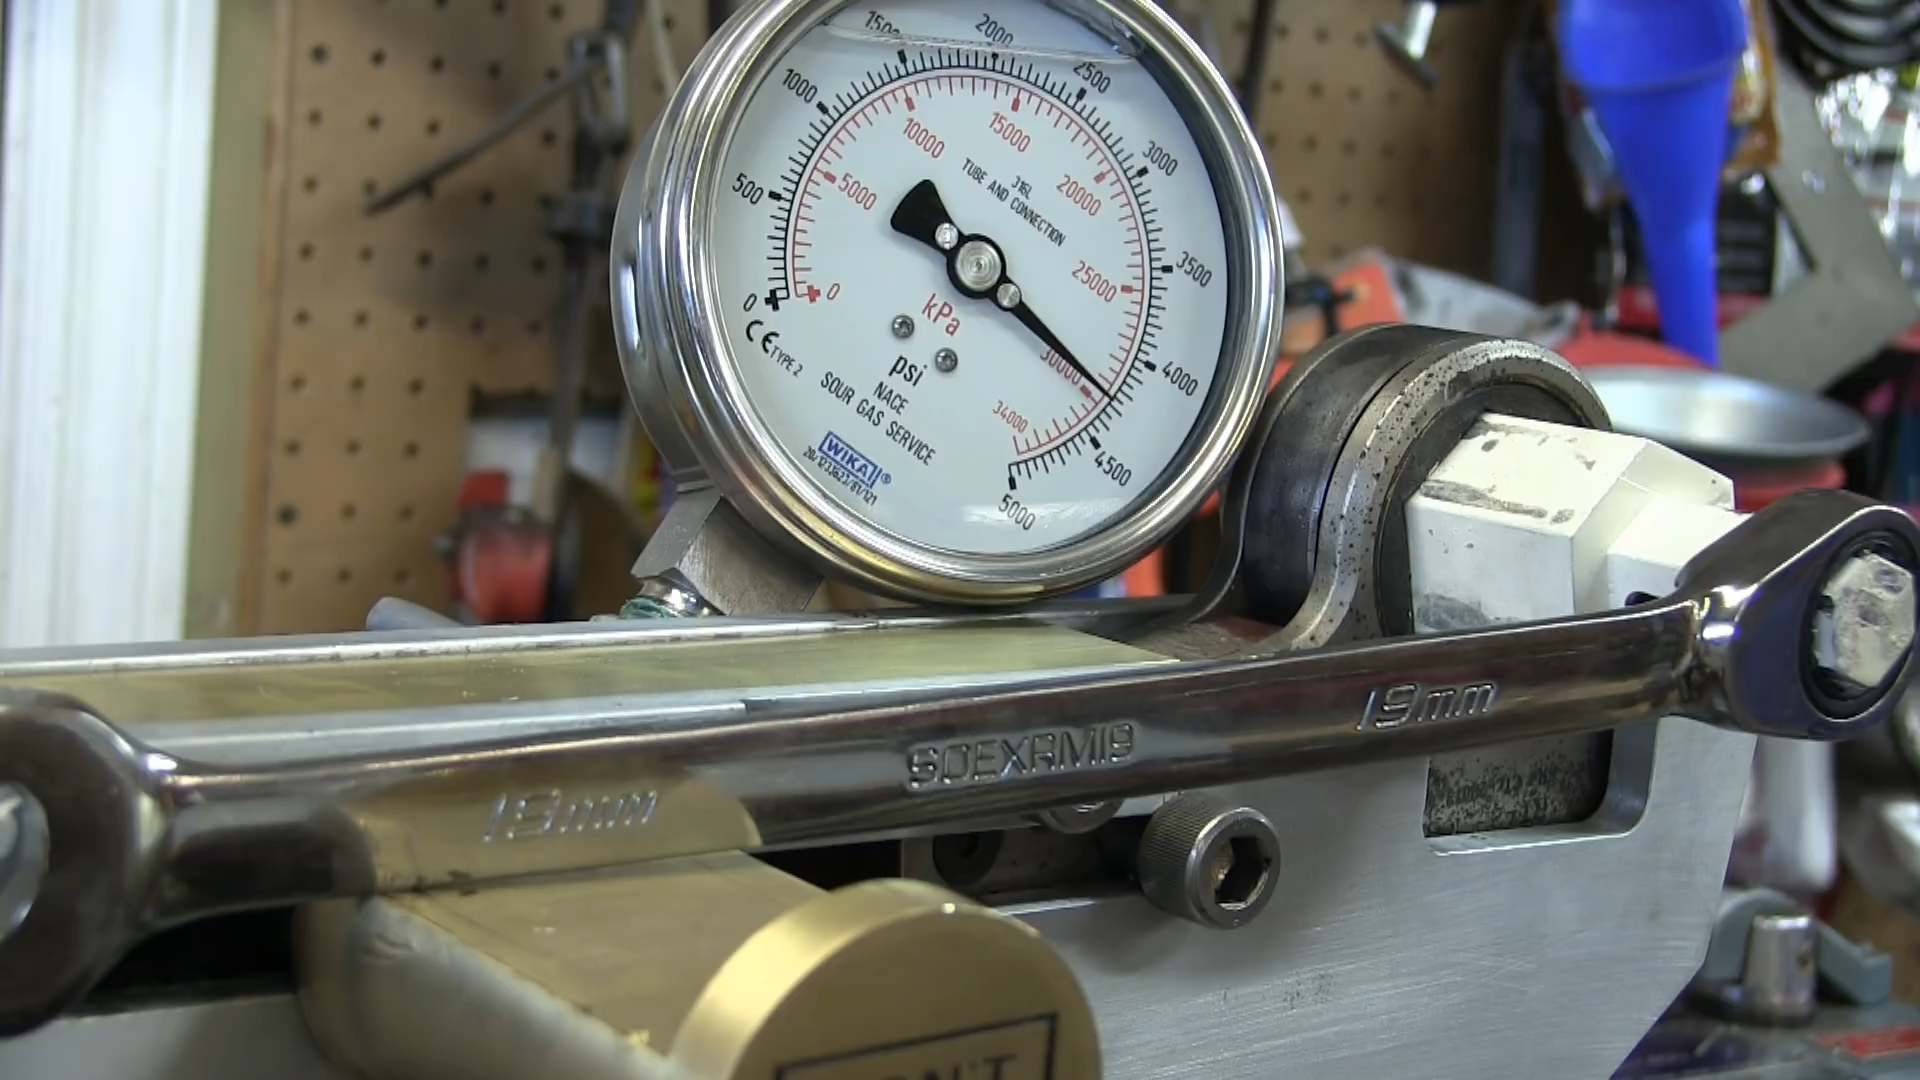 0
500
1000
1500
2000
2500
3000
3500
4000
4500
5000
0
5000
10000
15000
20000
25000
30000
34000
316L
TUBE AND CONNECTION
kPa
psi
CE TYPE 2
NACE
SOUR GAS SERVICE
WIKA®
19mm
SOEXRM19
19mm